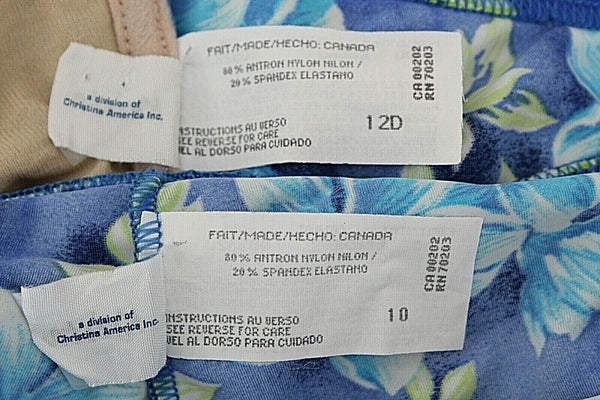 a division of
Christina America Inc.
FAIT/MADE/HECHO: CANADA
80% ANTRON NYLON NILON /
20% SPANDEX ELASTANO
CA 00202
RN 70203
12D
INSTRUCTIONS AU VERSO
SEE REVERSE FOR CARE
VEL AL DORSO PARA CUIDADO
a division of
Christina America Inc.
FAIT/MADE/HECHO: CANADA
80% ANTRON NYLON NILON /
20% SPANDEX ELASTANO
CA 00202
RN 70203
10
INSTRUCTIONS AU VERSO
SEE REVERSE FOR CARE
VEL AL DORSO PARA CUIDADO